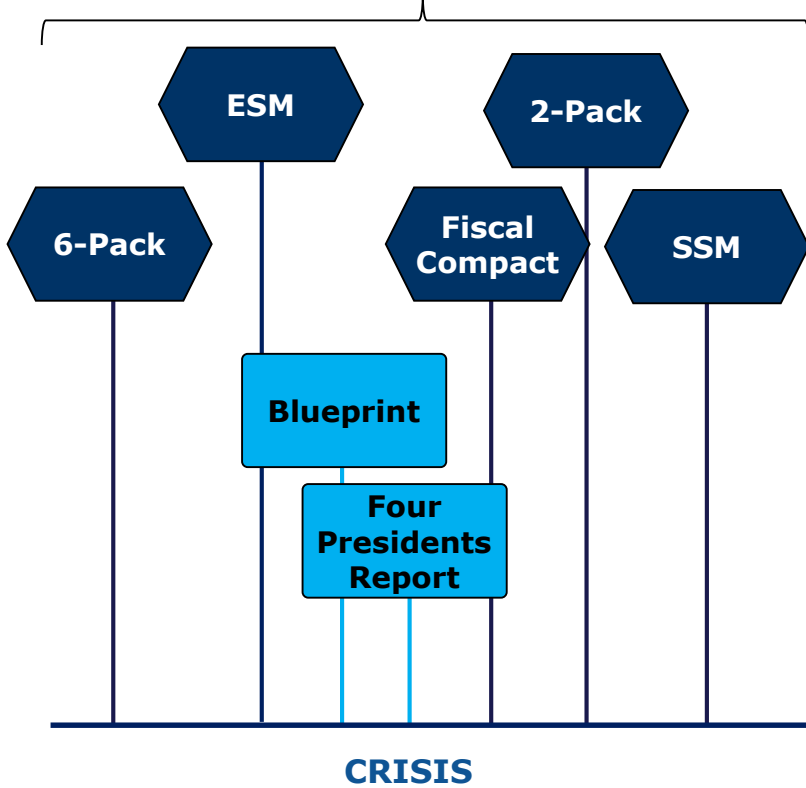 ESM
2-Pack
6-Pack
Fiscal
Compact
SSM
Blueprint
Four
Presidents
Report
CRISIS